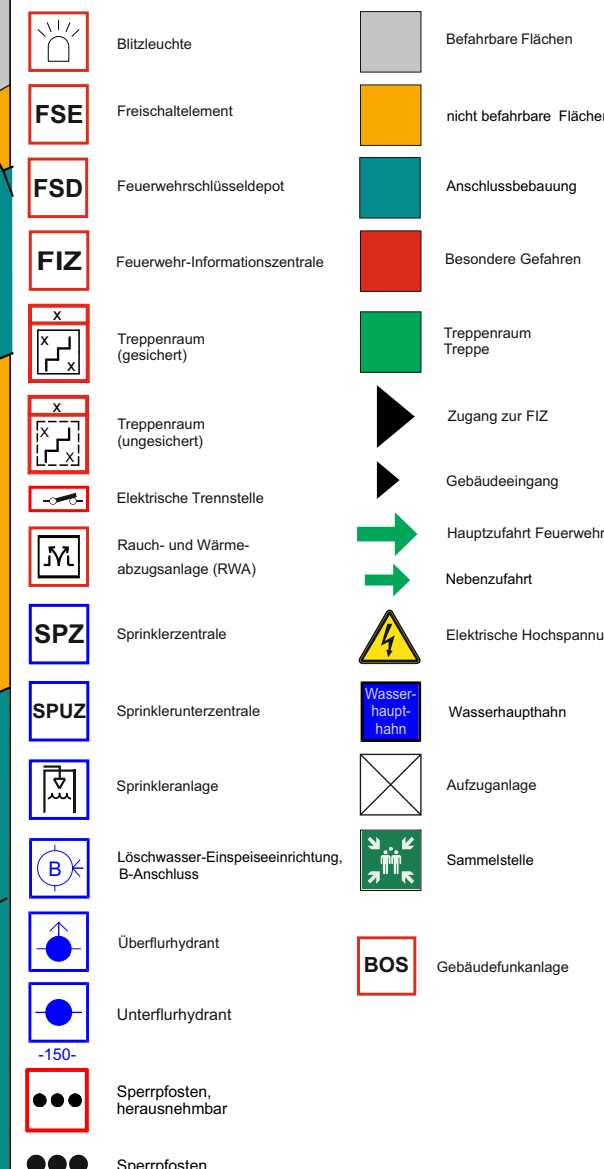 Blitzleuchte
FSE
Freischaltelement
FSD
Feuerwehrschlüsseldepot
FIZ
Feuerwehr-Informationszentrale
x
x
x
Treppenraum
(gesichert)
x
x
x
Treppenraum
(ungesichert)
Elektrische Trennstelle
Rauch- und Wärme-
abzugsanlage (RWA)
SPZ
Sprinklerzentrale
SPUZ
Sprinklerunterzentrale
Sprinkleranlage
B
Löschwasser-Einspeiseeinrichtung,
B-Anschluss
Überflurhydrant
Unterflurhydrant
-150-
Sperrpfosten,
herausnehmbar
Sperrpfosten
Befahrbare Flächen
nicht befahrbare Flächen
Anschlussbebauung
Besondere Gefahren
Treppenraum
Treppe
Zugang zur FIZ
Gebäudeeingang
Hauptzufahrt Feuerwehr
Nebenzufahrt
Elektrische Hochspannu
Wasser-
haupt-
hahn
Wasserhaupthahn
Aufzuganlage
Sammelstelle
BOS
Gebäudefunkanlage